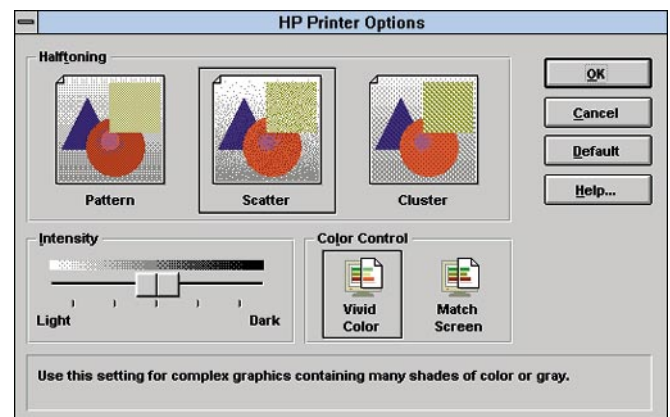 HP Printer Options
Halftoning
Pattern
Scatter
Cluster
OK
Cancel
Default
Help...
Intensity
Light
Dark
Color Control
Vivid
Color
Match
Screen
Use this setting for complex graphics containing many shades of color or gray.